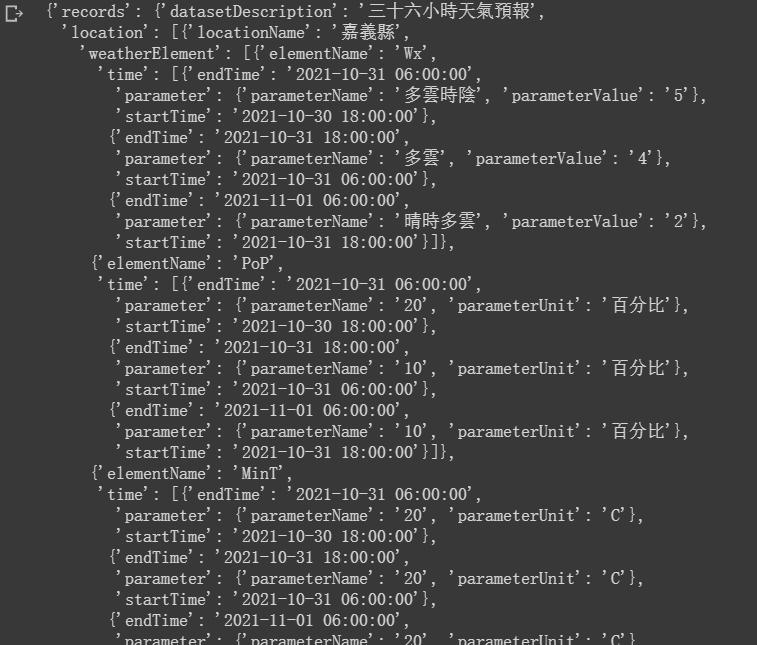 {'records': {'datasetDescription': '三十六小時天氣預報',
'location': [{'locationName': '嘉義縣',
'weatherElement': [{'elementName': 'Wx',
'time': [{'endTime': '2021-10-31 06:00:00',
'parameter': {'parameterName': '多雲時陰', 'parameterValue': '5'},
'startTime': '2021-10-30 18:00:00'},
{'endTime': '2021-10-31 18:00:00',
'parameter': {'parameterName': '多雲', 'parameterValue': '4'},
'startTime': '2021-10-31 06:00:00'},
{'endTime': '2021-11-01 06:00:00',
'parameter': {'parameterName': '晴時多雲', 'parameterValue': '2'},
'startTime': '2021-10-31 18:00:00'}]},
{'elementName': 'PoP',
'time': [{'endTime': '2021-10-31 06:00:00',
'parameter': {'parameterName': '20', 'parameterUnit': '百分比'},
'startTime': '2021-10-30 18:00:00'},
{'endTime': '2021-10-31 18:00:00',
'parameter': {'parameterName': '10', 'parameterUnit': '百分比'},
'startTime': '2021-10-31 06:00:00'},
{'endTime': '2021-11-01 06:00:00',
'parameter': {'parameterName': '10', 'parameterUnit': '百分比'},
'startTime': '2021-10-31 18:00:00'}]},
{'elementName': 'MinT',
'time': [{'endTime': '2021-10-31 06:00:00',
'parameter': {'parameterName': '20', 'parameterUnit': 'C'},
'startTime': '2021-10-30 18:00:00'},
{'endTime': '2021-10-31 18:00:00',
'parameter': {'parameterName': '20', 'parameterUnit': 'C'},
'startTime': '2021-10-31 06:00:00'},
{'endTime': '2021-11-01 06:00:00',
'parameter': {'parameterName': '20', 'parameterUnit': 'C'}